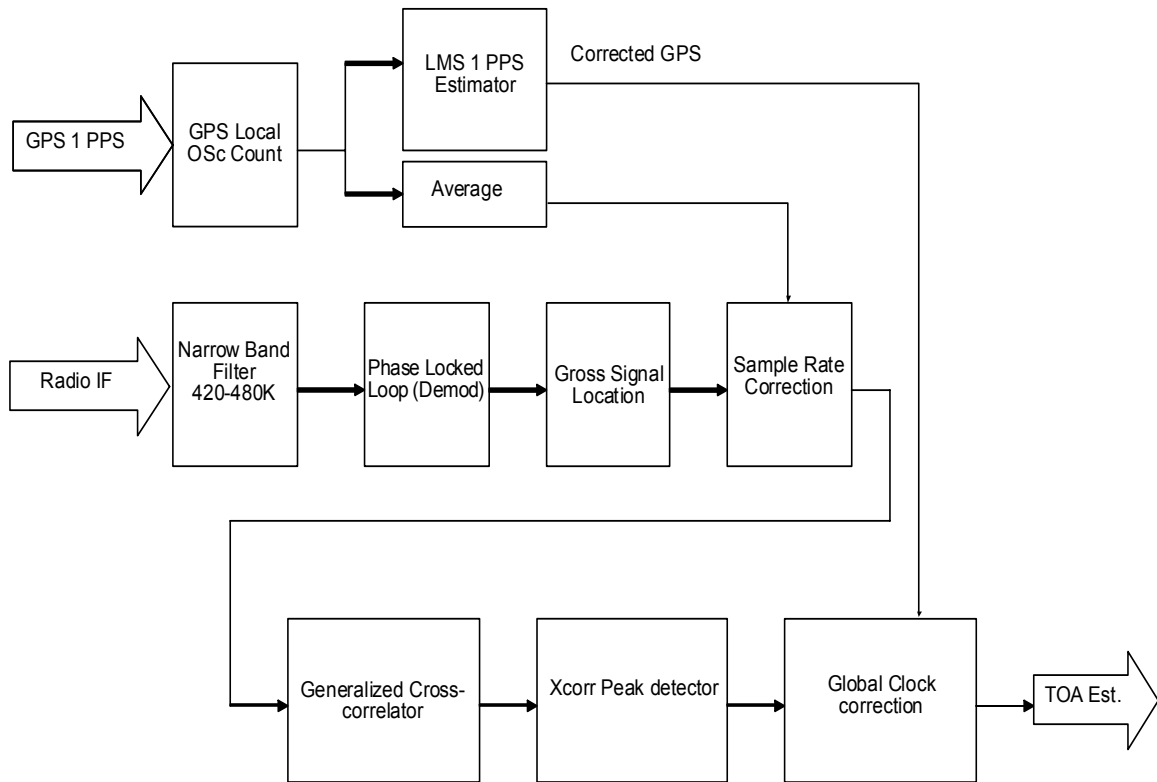 LMS 1 PPS
Estimator
Corrected GPS
GPS 1 PPS
GPS Local
OSc Count
Average
Radio IF
Narrow Band
Filter
420-480K
Phase Locked
Loop (Demod)
Gross Signal
Location
Sample Rate
Correction
Generalized Cross-
correlator
Xcorr Peak detector
Global Clock
correction
TOA Est.